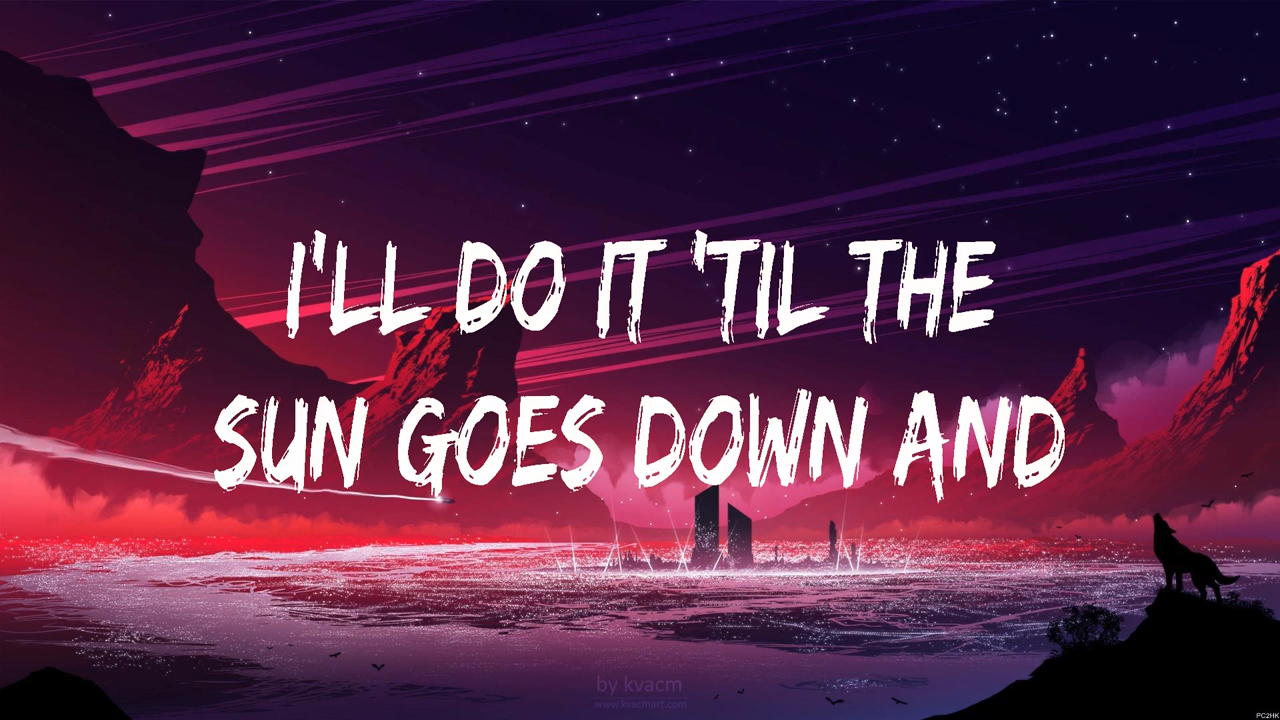 I'LL DO IT 'TIL THE
SUN GOES DOWN AND
by kvacm
www.kvacmart.com
PC2HK